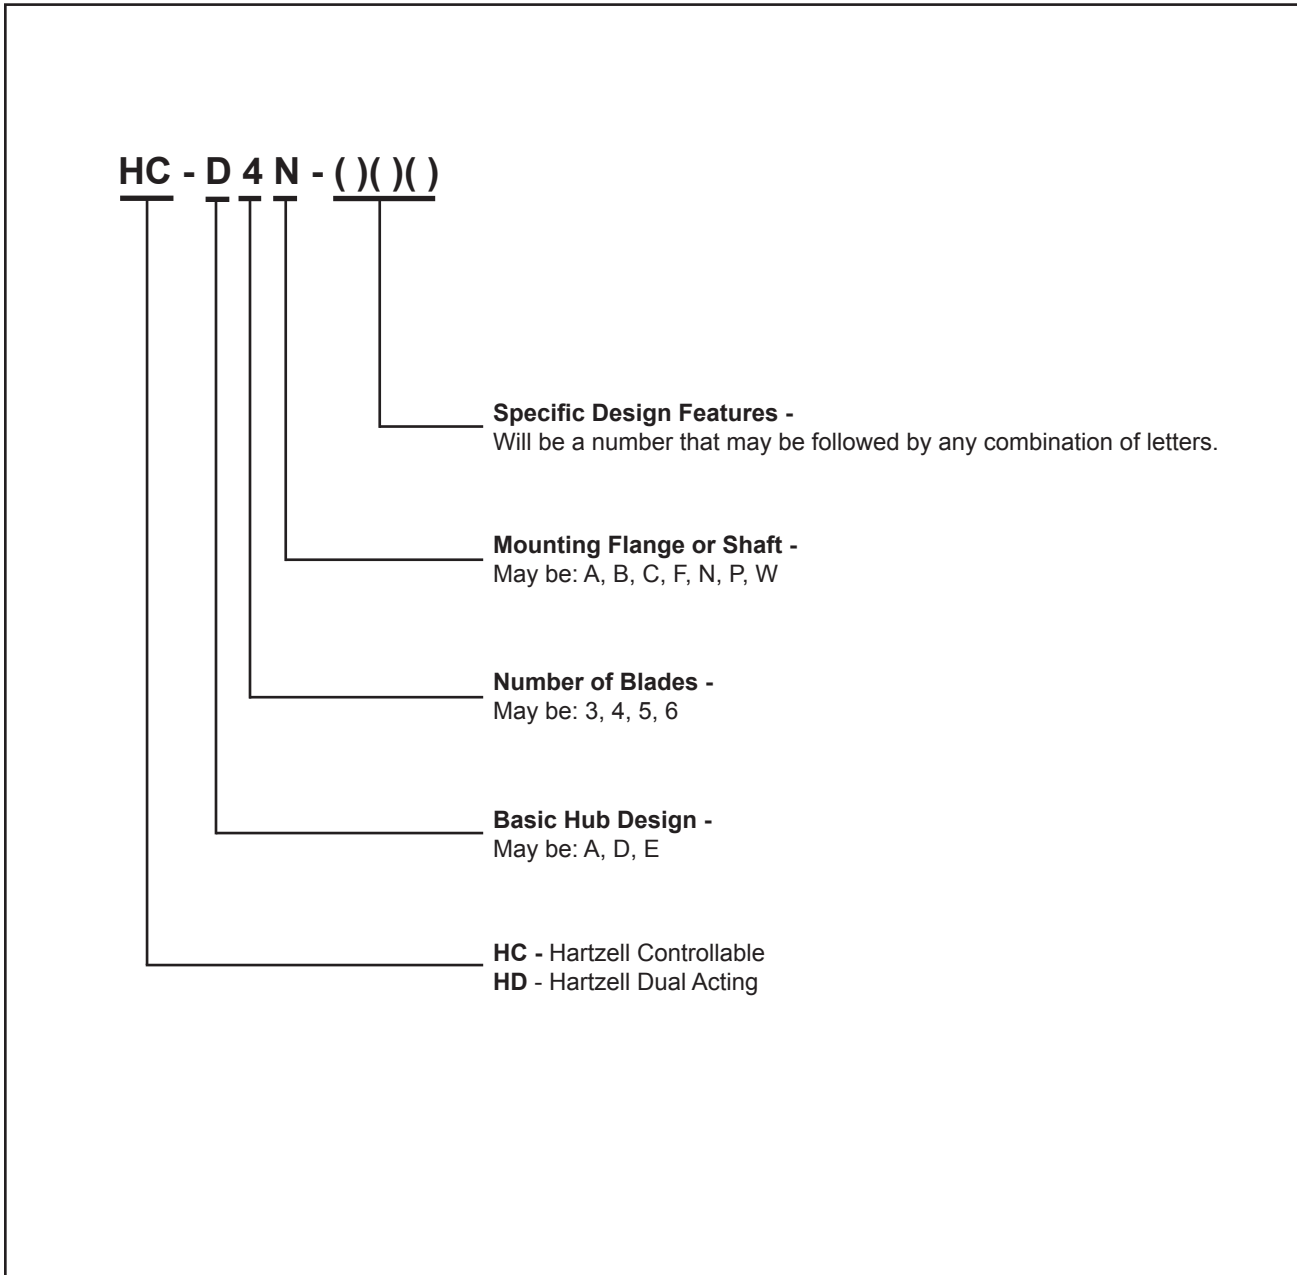 HC - D 4 N - ( )( )( )
Specific Design Features -
Will be a number that may be followed by any combination of letters.
Mounting Flange or Shaft -
May be: A, B, C, F, N, P, W
Number of Blades -
May be: 3, 4, 5, 6
Basic Hub Design -
May be: A, D, E
HC - Hartzell Controllable
HD - Hartzell Dual Acting